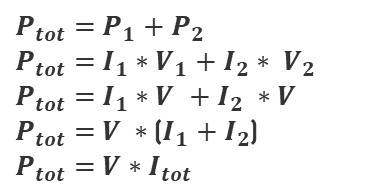 P_tot = P_1 + P_2
P_tot = I_1 * V_1 + I_2 * V_2
P_tot = I_1 * V + I_2 * V
P_tot = V * (I_1 + I_2)
P_tot = V * I_tot